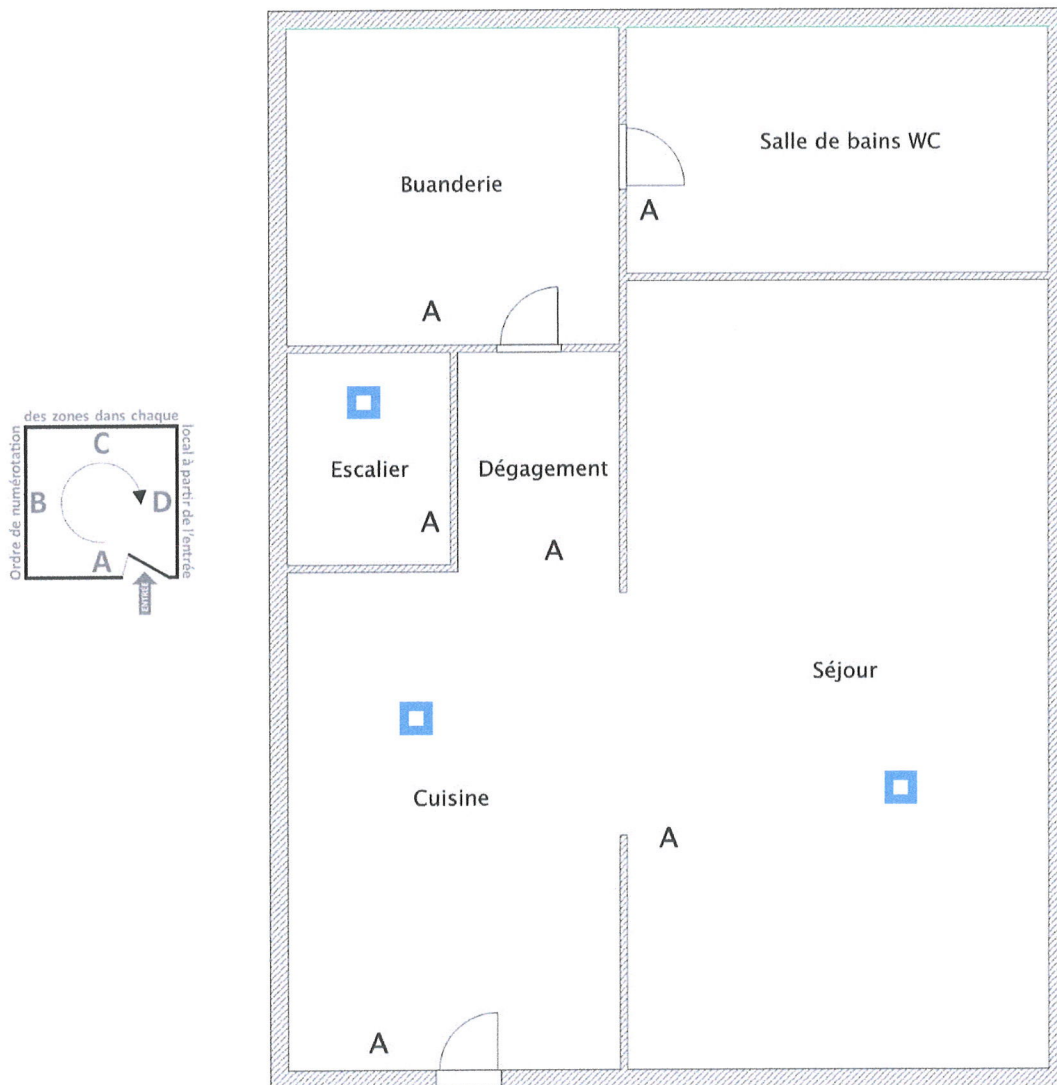 Buanderie
Salle de bains WC
A
A
Escalier
Dégagement
A
A
Séjour
Cuisine
A
A
des zones dans chaque
Ordre de numérotation
local à partir de l'entrée
C
B
D
A
ENTRÉE